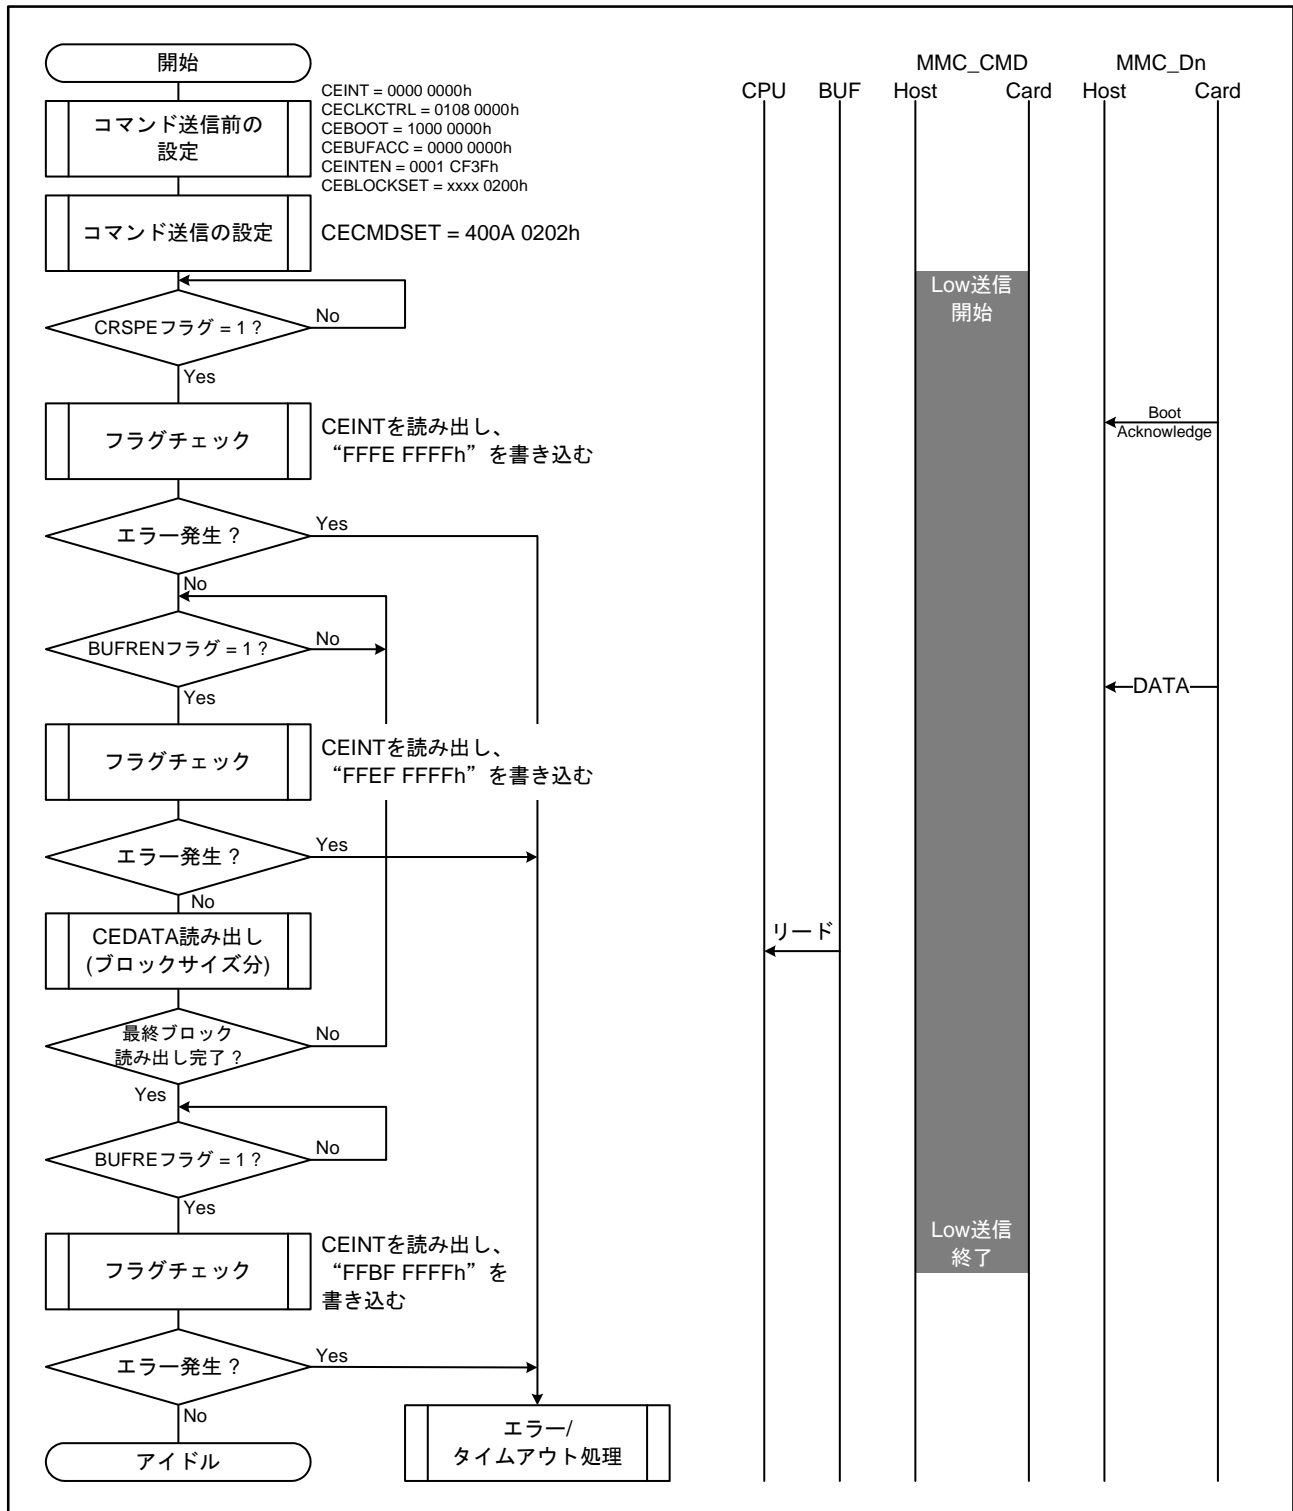 開始
CEINT = 0000 0000h
CECLKCTRL = 0108 0000h
CEBOOT = 1000 0000h
CEBUFACC = 0000 0000h
CEINTEN = 0001 CF3Fh
CEBLOCKSET = xxxx 0200h
コマンド送信前の
設定
コマンド送信の設定
CECMDSET = 400A 0202h
CRSPEフラグ = 1 ?
No
Yes
フラグチェック
CEINTを読み出し、
“FFFE FFFFh”を書き込む
エラー発生 ?
Yes
No
BUFRENフラグ = 1 ?
No
Yes
フラグチェック
CEINTを読み出し、
“FFEF FFFFh”を書き込む
エラー発生 ?
Yes
No
CEDATA読み出し
(ブロックサイズ分)
最終ブロック
読み出し完了 ?
No
Yes
BUFREフラグ = 1 ?
No
Yes
フラグチェック
CEINTを読み出し、
“FFBF FFFFh”を
書き込む
エラー発生 ?
Yes
No
アイドル
エラー/
タイムアウト処理
MMC_CMD
MMC_Dn
CPU BUF Host Card Host Card
Low送信
開始
Boot
Acknowledge
DATA
リード
Low送信
終了